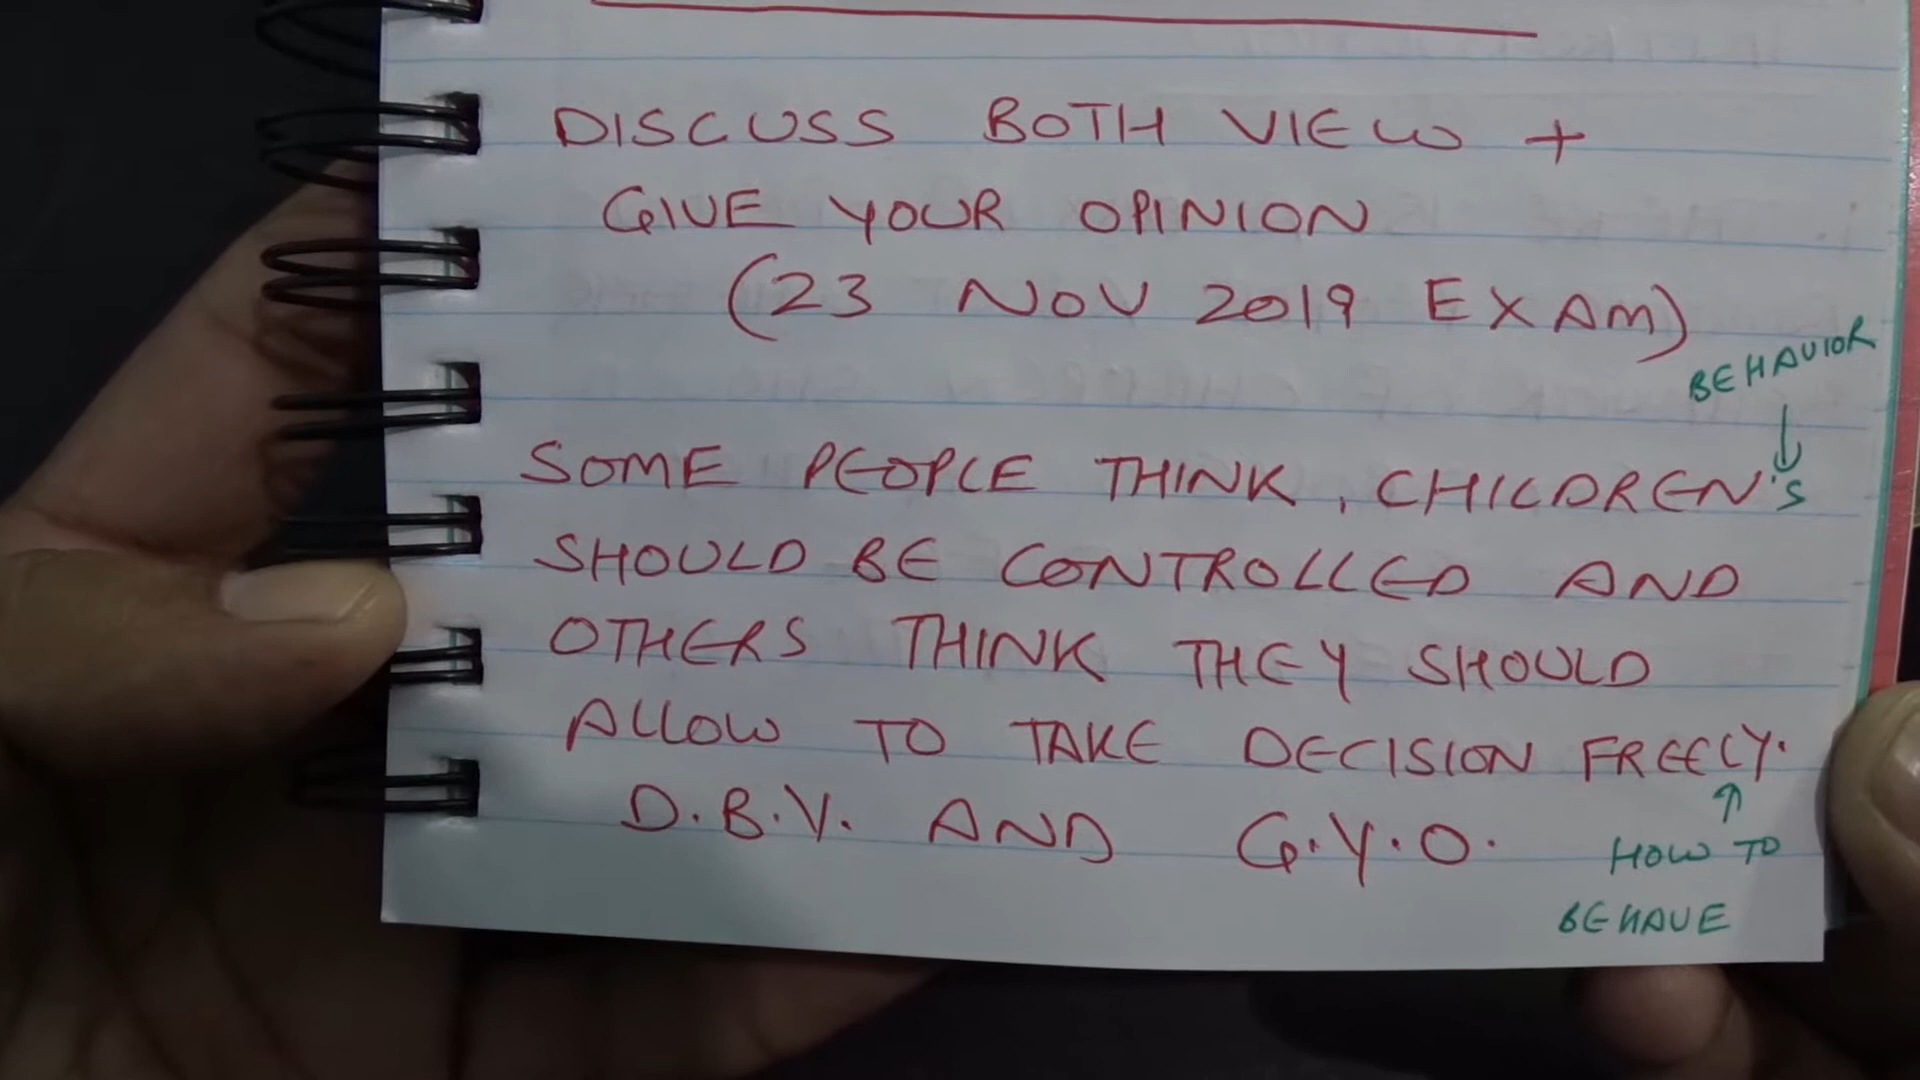 DISCUSS BOTH VIEW +
GIVE YOUR OPINION
(23 NOV 2019 EXAM)
BEHAVIOR
SOME PEOPLE THINK, CHILDREN'S
SHOULD BE CONTROLLED AND
OTHERS THINK THEY SHOULD
ALLOW TO TAKE DECISION FREELY.
D.B.V. AND G.Y.O.
HOW TO
BEHAVE